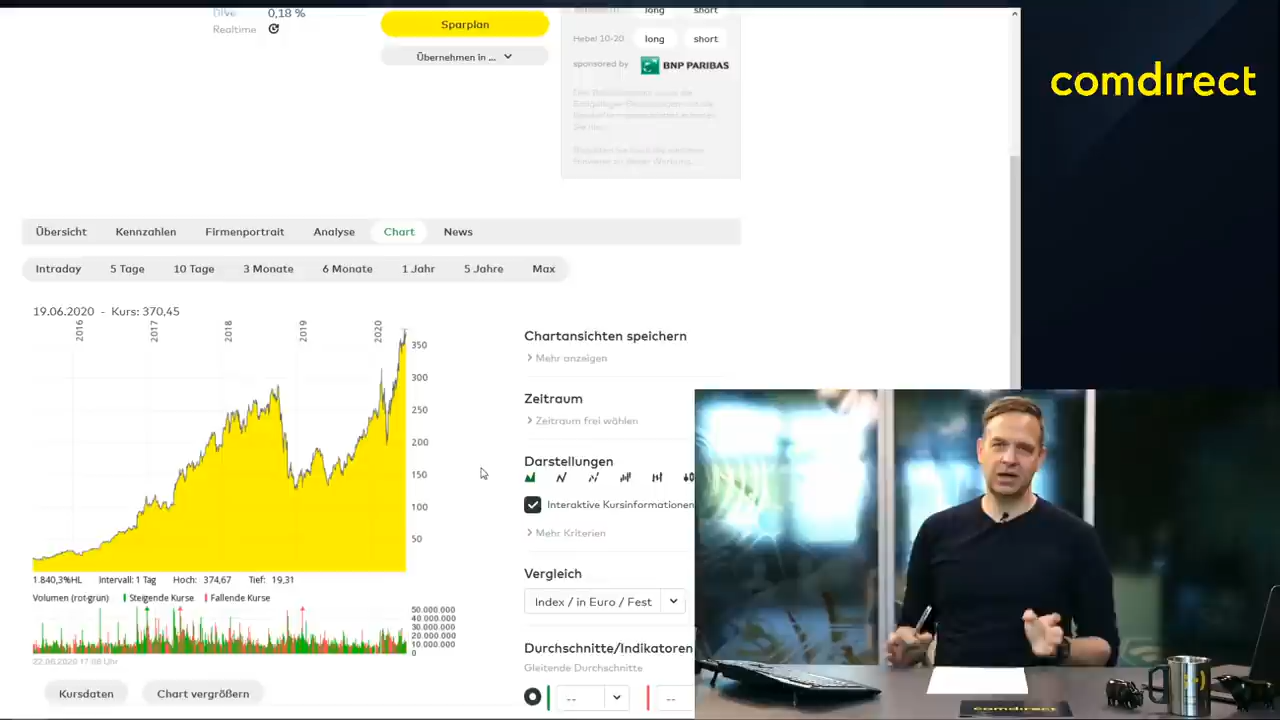 Dive 0,18 %
Realtime
Sparplan
Übernehmen in ...
long short
Hebel 10-20 long short
sponsored by BNP PARIBAS
comdırect
Übersicht Kennzahlen Firmenportrait Analyse Chart News
Intraday 5 Tage 10 Tage 3 Monate 6 Monate 1 Jahr 5 Jahre Max
19.06.2020 - Kurs: 370,45
2016 2017 2018 2019 2020
350
300
250
200
150
100
50
1.840,3%HL Intervall: 1 Tag Hoch: 374,67 Tief: 19,31
Volumen (rot-grün) Steigende Kurse Fallende Kurse
50.000.000
40.000.000
30.000.000
20.000.000
10.000.000
0
22.06.2020 17:08 Uhr
Kursdaten Chart vergrößern
Chartansichten speichern
Mehr anzeigen
Zeitraum
Zeitraum frei wählen
Darstellungen
Interaktive Kursinformationen
Mehr Kriterien
Vergleich
Index / in Euro / Fest
Durchschnitte/Indikatoren
Gleitende Durchschnitte
-- --
comdırect